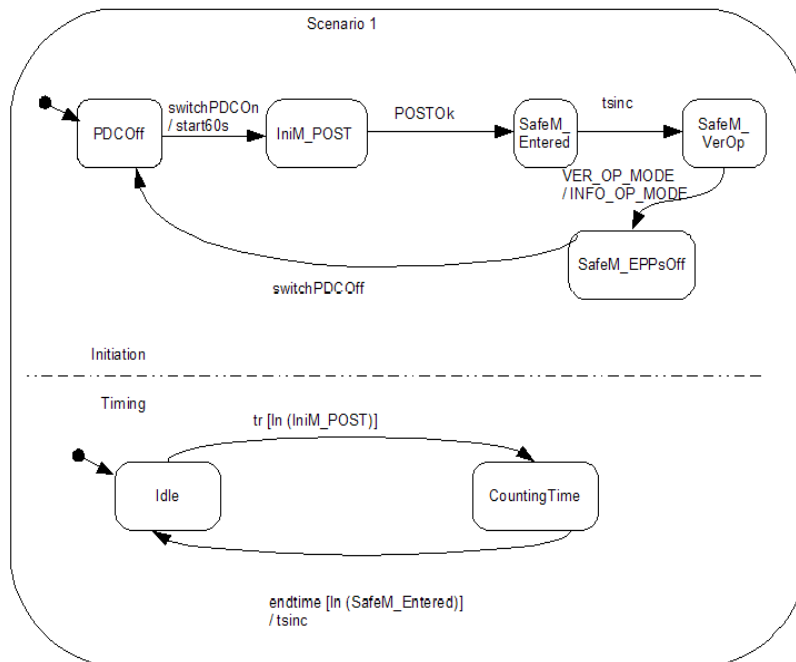 Scenario 1
switchPDCOn
/ start60s
PDCOff
IniM_POST
POSTOk
SafeM_
Entered
tsinc
SafeM_
VerOp
VER_OP_MODE
/ INFO_OP_MODE
SafeM_EPPsOff
switchPDCOff
Initiation
Timing
tr [In (IniM_POST)]
Idle
CountingTime
endtime [In (SafeM_Entered)]
/ tsinc